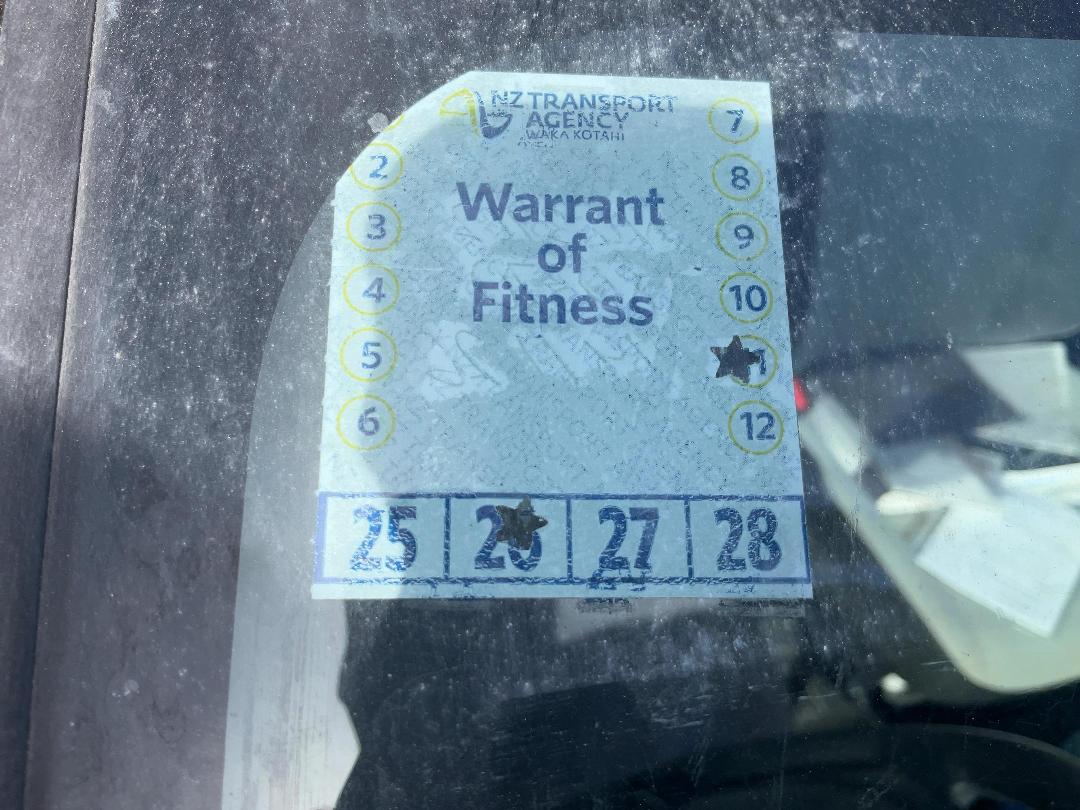 NZ TRANSPORT
AGENCY
WAKA KOTAHI
Warrant
of
Fitness
2
3
4
5
6
7
8
9
10
12
25 26 27 28